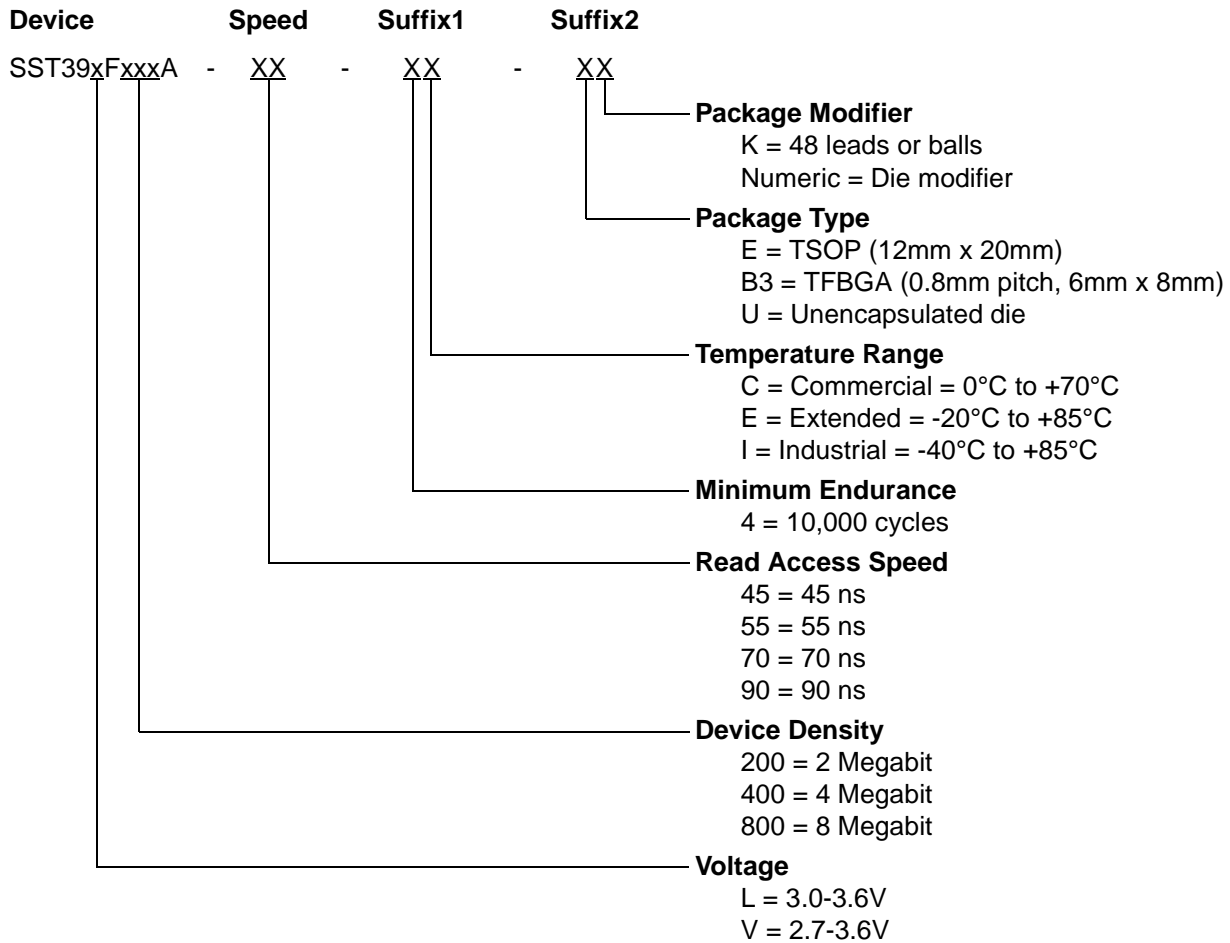 Device Speed Suffix1 Suffix2
SST39xFxxxA - XX - XX - XX
Package Modifier
K = 48 leads or balls
Numeric = Die modifier
Package Type
E = TSOP (12mm x 20mm)
B3 = TFBGA (0.8mm pitch, 6mm x 8mm)
U = Unencapsulated die
Temperature Range
C = Commercial = 0°C to +70°C
E = Extended = -20°C to +85°C
I = Industrial = -40°C to +85°C
Minimum Endurance
4 = 10,000 cycles
Read Access Speed
45 = 45 ns
55 = 55 ns
70 = 70 ns
90 = 90 ns
Device Density
200 = 2 Megabit
400 = 4 Megabit
800 = 8 Megabit
Voltage
L = 3.0-3.6V
V = 2.7-3.6V